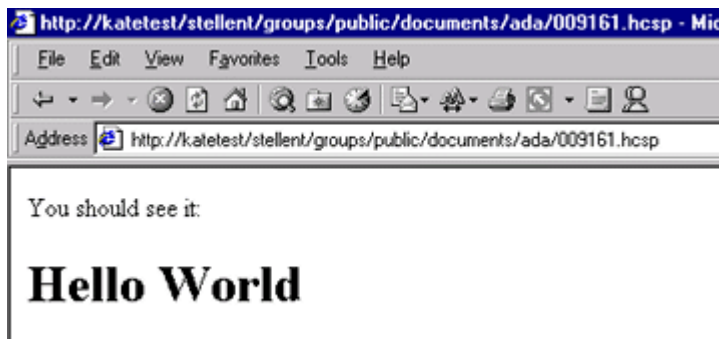 http://katetest/stellent/groups/public/documents/ada/009161.hcsp - Mic
File Edit View Favorites Tools Help
Address http://katetest/stellent/groups/public/documents/ada/009161.hcsp
You should see it:
Hello World